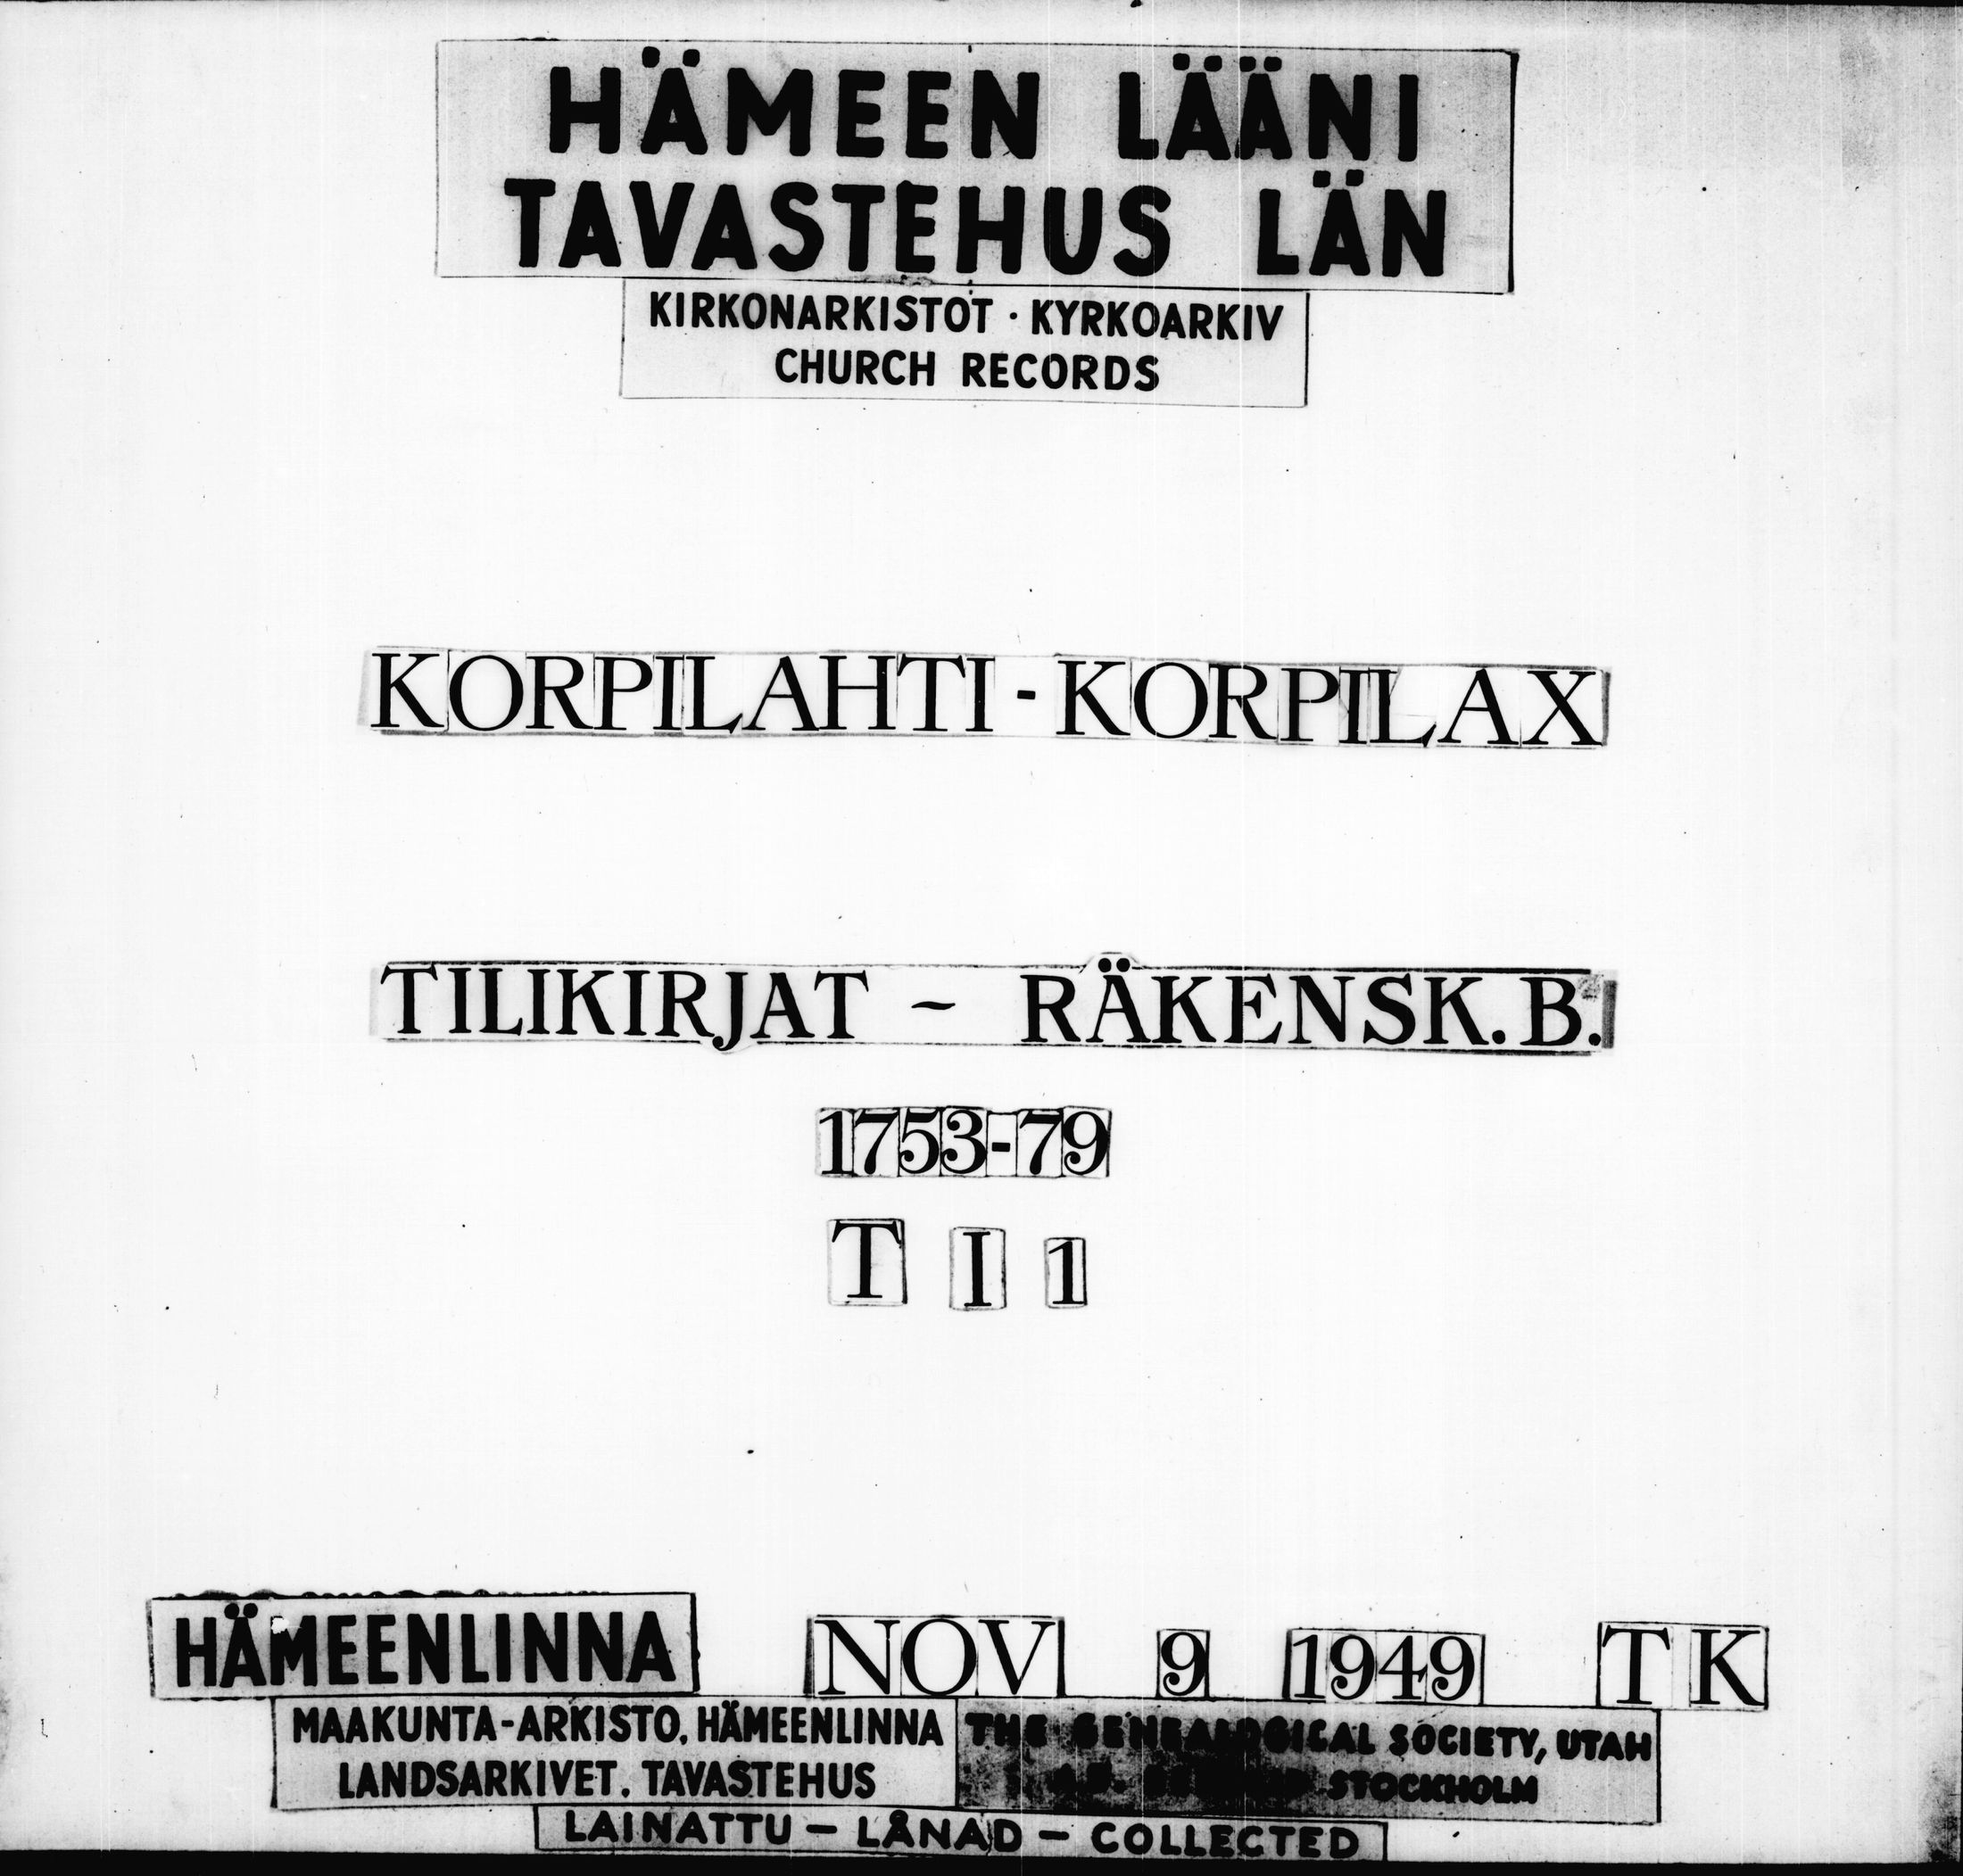 HÄMEEN LÄÄNI
TAVASTEHUS LÄN
KIRKONARKISTOT · KYRKOARKIV
CHURCH RECORDS
KORPILAHTI - KORPILAX
TILIKIRJAT - RÄKENSK. B.
1753-79
T I 1
HÄMEENLINNA NOV 9 1949 TK
MAAKUNTA-ARKISTO, HÄMEENLINNA
LANDSARKIVET, TAVASTEHUS
THE GENEALOGICAL SOCIETY, UTAH
STOCKHOLM
LAINATTU - LÅNAD - COLLECTED